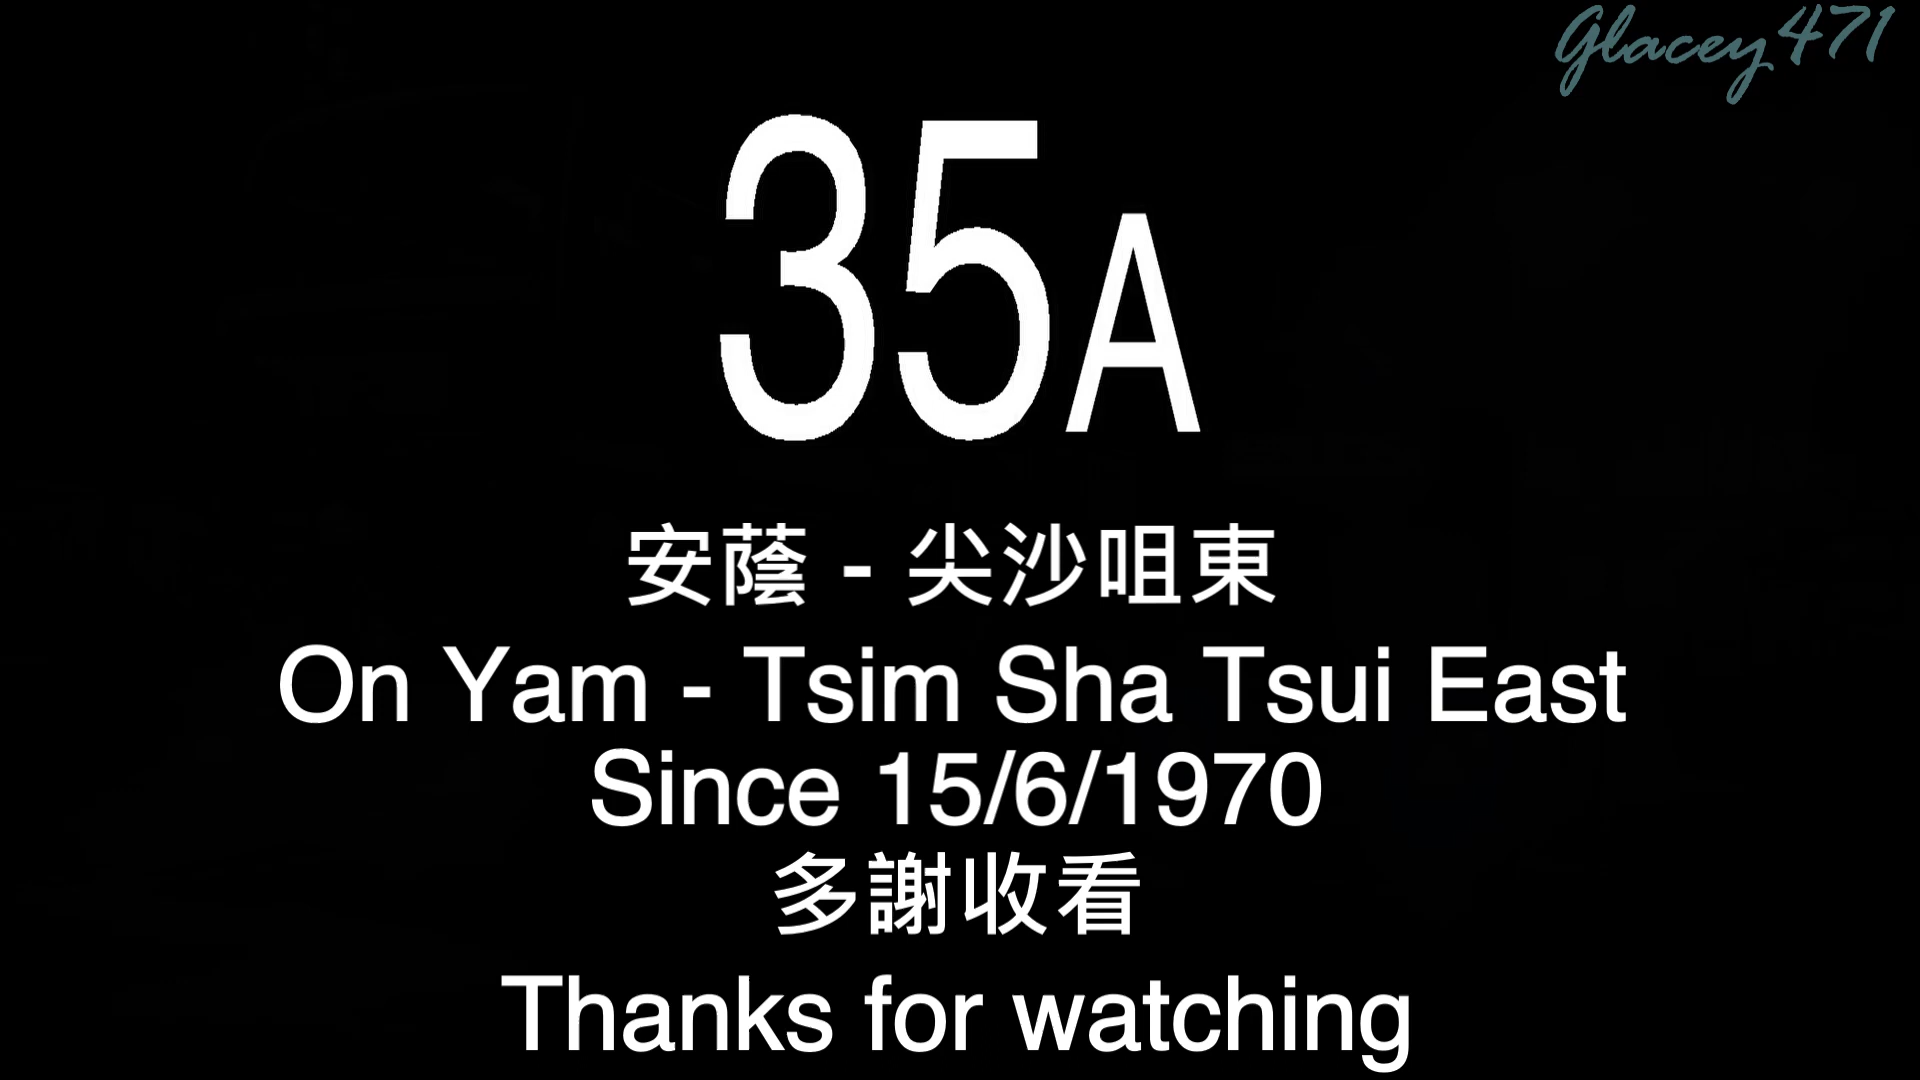 Glacey471
35A
安蔭 - 尖沙咀東
On Yam - Tsim Sha Tsui East
Since 15/6/1970
多謝收看
Thanks for watching